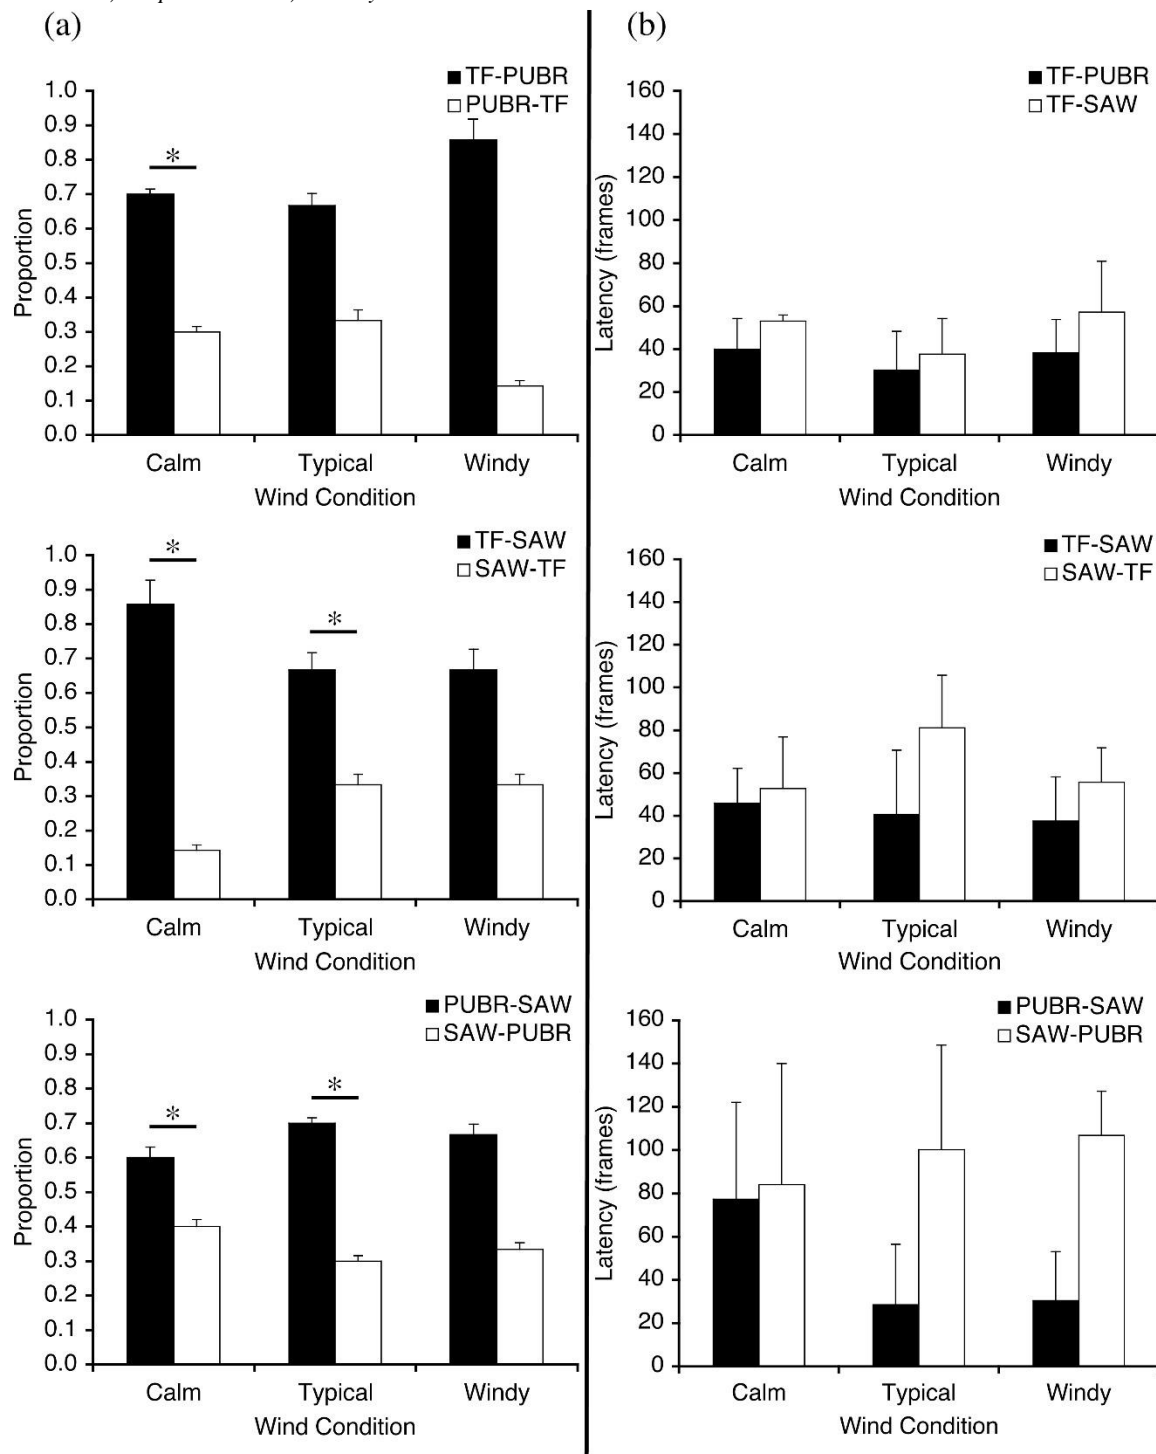 (a)
TF-PUBR
PUBR-TF
1.0
0.9
0.8
0.7
0.6
0.5
0.4
0.3
0.2
0.1
0.0
Proportion
*
Calm Typical Windy
Wind Condition
TF-SAW
SAW-TF
1.0
0.9
0.8
0.7
0.6
0.5
0.4
0.3
0.2
0.1
0.0
Proportion
*
*
Calm Typical Windy
Wind Condition
PUBR-SAW
SAW-PUBR
1.0
0.9
0.8
0.7
0.6
0.5
0.4
0.3
0.2
0.1
0.0
Proportion
*
*
Calm Typical Windy
Wind Condition
(b)
TF-PUBR
TF-SAW
160
140
120
100
80
60
40
20
0
Latency (frames)
Calm Typical Windy
Wind Condition
TF-SAW
SAW-TF
160
140
120
100
80
60
40
20
0
Latency (frames)
Calm Typical Windy
Wind Condition
PUBR-SAW
SAW-PUBR
160
140
120
100
80
60
40
20
0
Latency (frames)
Calm Typical Windy
Wind Condition